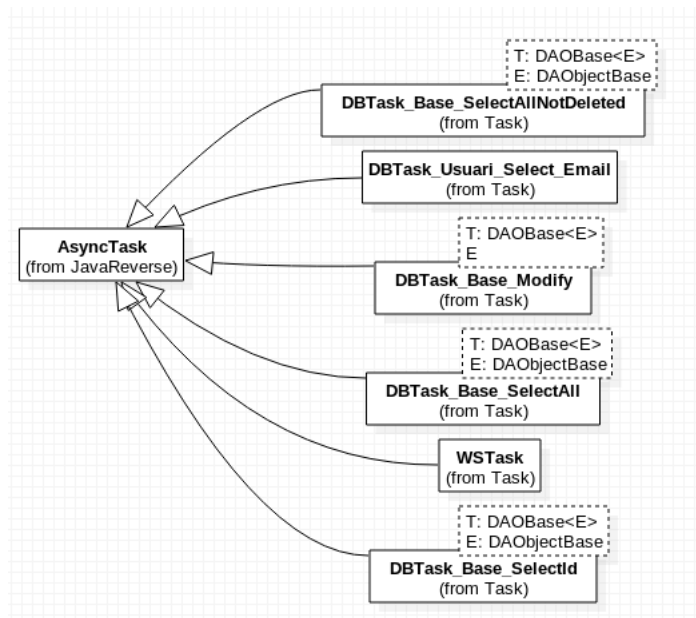 T: DAOBase<E>
E: DAObjectBase
DBTask_Base_SelectAllNotDeleted
(from Task)
DBTask_Usuari_Select_Email
(from Task)
AsyncTask
(from JavaReverse)
T: DAOBase<E>
E
DBTask_Base_Modify
(from Task)
T: DAOBase<E>
E: DAObjectBase
DBTask_Base_SelectAll
(from Task)
WSTask
(from Task)
T: DAOBase<E>
E: DAObjectBase
DBTask_Base_SelectId
(from Task)